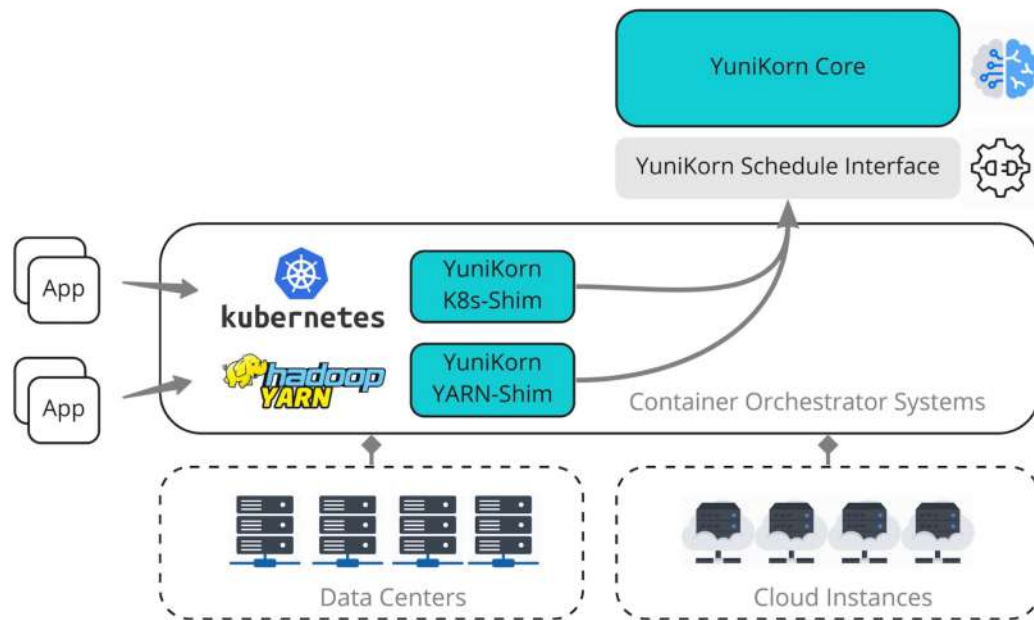 YuniKorn Core
YuniKorn Schedule Interface
App
kubernetes
YuniKorn
K8s-Shim
App
hadoop
YARN
YuniKorn
YARN-Shim
Container Orchestrator Systems
Data Centers
Cloud Instances